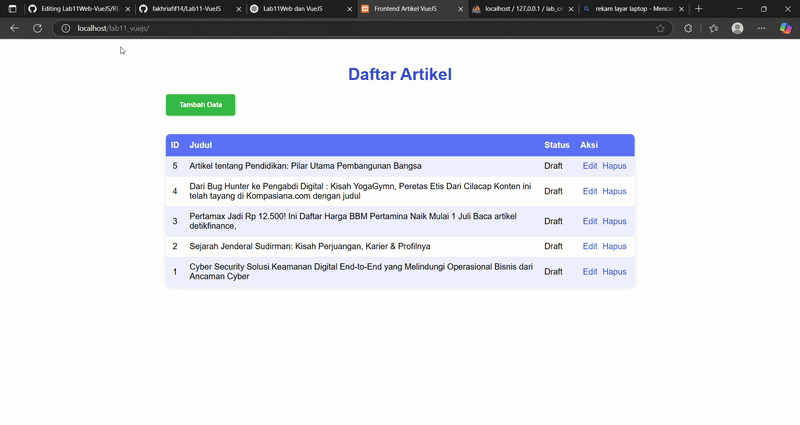 Editing Lab11Web-VueJS/RE
fakhriafif14/Lab11-VueJS
Lab11Web dan VueJS
Frontend Artikel VueJS
localhost / 127.0.0.1 / lab_ci4
rekam layar laptop - Mencari
localhost/lab11_vuejs/
Daftar Artikel
Tambah Data
ID Judul Status Aksi
5 Artikel tentang Pendidikan: Pilar Utama Pembangunan Bangsa Draft Edit Hapus
4 Dari Bug Hunter ke Pengabdi Digital : Kisah YogaGymn, Peretas Etis Dari Cilacap Konten ini
telah tayang di Kompasiana.com dengan judul Draft Edit Hapus
3 Pertamax Jadi Rp 12.500! Ini Daftar Harga BBM Pertamina Naik Mulai 1 Juli Baca artikel
detikfinance, Draft Edit Hapus
2 Sejarah Jenderal Sudirman: Kisah Perjuangan, Karier & Profilnya Draft Edit Hapus
1 Cyber Security Solusi Keamanan Digital End-to-End yang Melindungi Operasional Bisnis dari
Ancaman Cyber Draft Edit Hapus